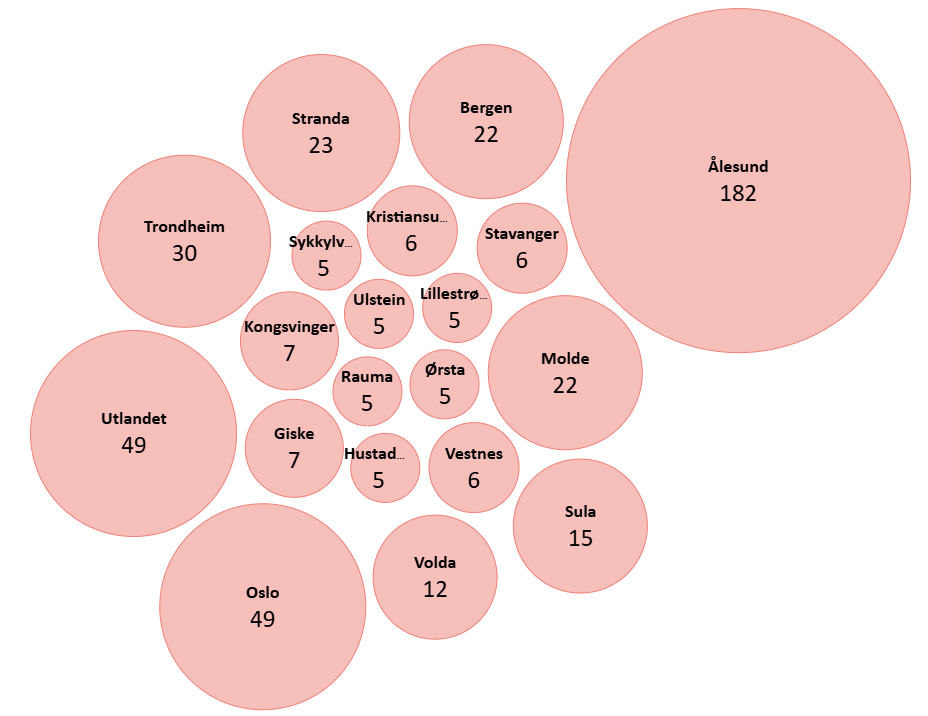 Bergen
22
Stranda
23
Ålesund
182
Trondheim
30
Kristiansu...
6
Stavanger
6
Sykkylv...
5
Ulstein
5
Lillestrø...
5
Kongsvinger
7
Molde
22
Rauma
5
Ørsta
5
Utlandet
49
Giske
7
Hustad...
5
Vestnes
6
Sula
15
Volda
12
Oslo
49